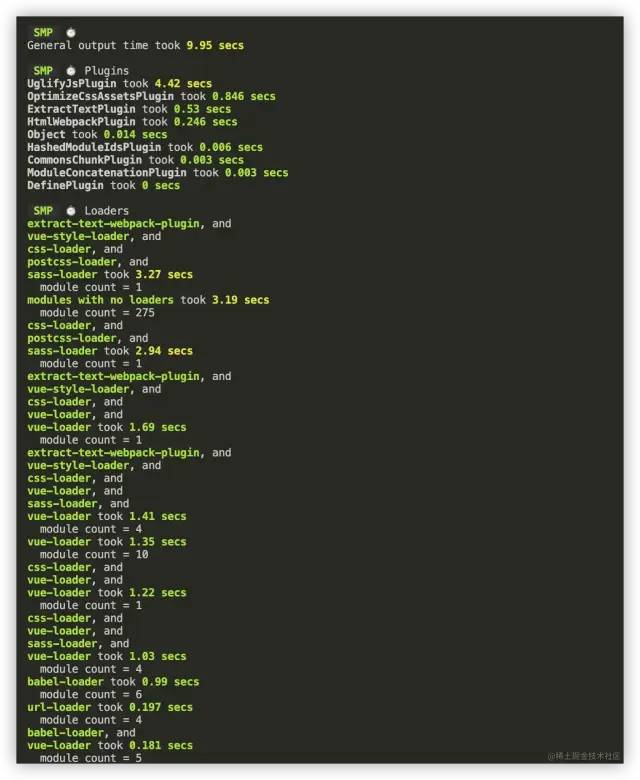 SMP ⏱
General output time took 9.95 secs
SMP ⏱ Plugins
UglifyJsPlugin took 4.42 secs
OptimizeCssAssetsPlugin took 0.846 secs
ExtractTextPlugin took 0.53 secs
HtmlWebpackPlugin took 0.246 secs
Object took 0.014 secs
HashedModuleIdsPlugin took 0.006 secs
CommonsChunkPlugin took 0.003 secs
ModuleConcatenationPlugin took 0.003 secs
DefinePlugin took 0 secs
SMP ⏱ Loaders
extract-text-webpack-plugin, and
vue-style-loader, and
css-loader, and
postcss-loader, and
sass-loader took 3.27 secs
module count = 1
modules with no loaders took 3.19 secs
module count = 275
css-loader, and
postcss-loader, and
sass-loader took 2.94 secs
module count = 1
extract-text-webpack-plugin, and
vue-style-loader, and
css-loader, and
vue-loader, and
vue-loader took 1.69 secs
module count = 1
extract-text-webpack-plugin, and
vue-style-loader, and
css-loader, and
vue-loader, and
sass-loader, and
vue-loader took 1.41 secs
module count = 4
vue-loader took 1.35 secs
module count = 10
css-loader, and
vue-loader, and
vue-loader took 1.22 secs
module count = 1
css-loader, and
vue-loader, and
sass-loader, and
vue-loader took 1.03 secs
module count = 4
babel-loader took 0.99 secs
module count = 6
url-loader took 0.197 secs
module count = 4
babel-loader, and
vue-loader took 0.181 secs
module count = 5
@稀土掘金技术社区